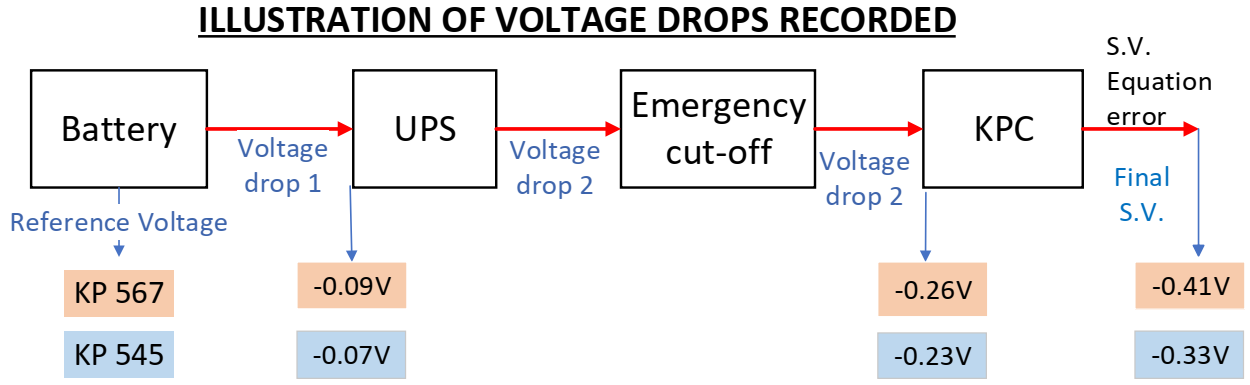 ILLUSTRATION OF VOLTAGE DROPS RECORDED
S.V.
Equation
error
Battery
UPS
Emergency
cut-off
KPC
Voltage
drop 1
Voltage
drop 2
Voltage
drop 2
Final
S.V.
Reference Voltage
KP 567
-0.09V
-0.26V
-0.41V
KP 545
-0.07V
-0.23V
-0.33V